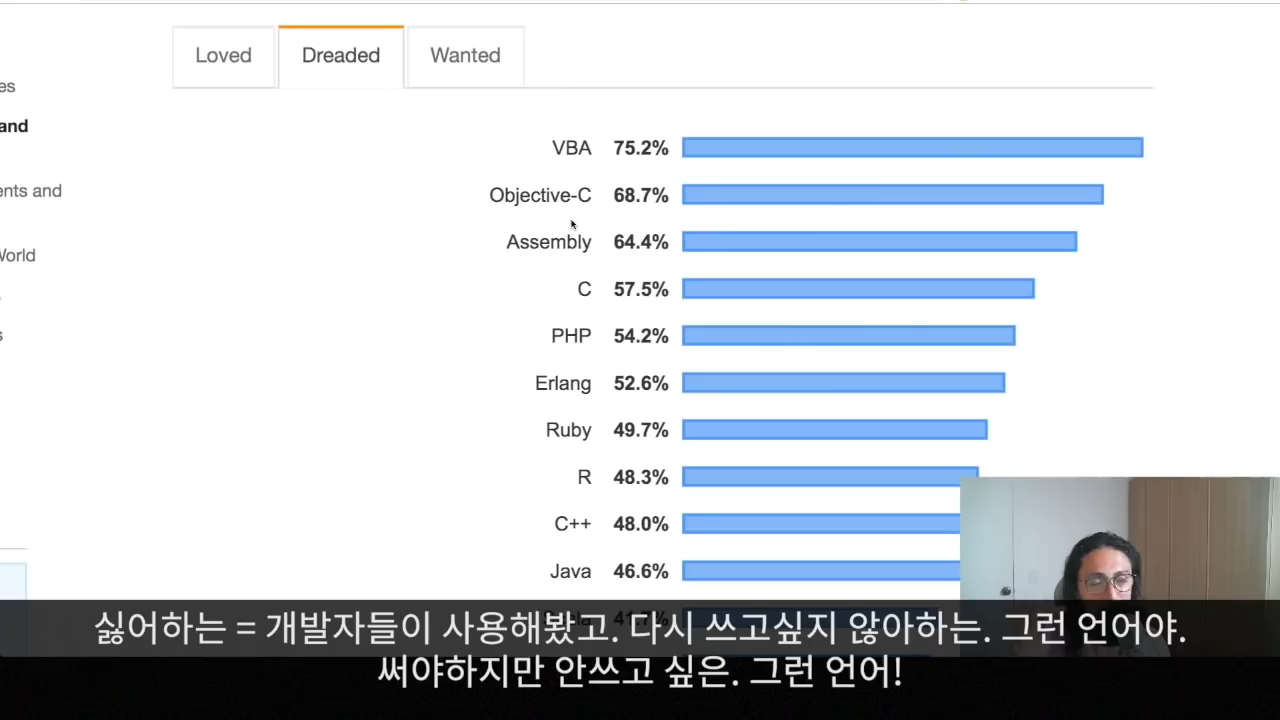 Loved Dreaded Wanted
es
and
ents and
World
s
VBA 75.2%
Objective-C 68.7%
Assembly 64.4%
C 57.5%
PHP 54.2%
Erlang 52.6%
Ruby 49.7%
R 48.3%
C++ 48.0%
Java 46.6%
싫어하는 = 개발자들이 사용해봤고. 다시 쓰고싶지 않아하는. 그런 언어야.
써야하지만 안쓰고 싶은. 그런 언어!